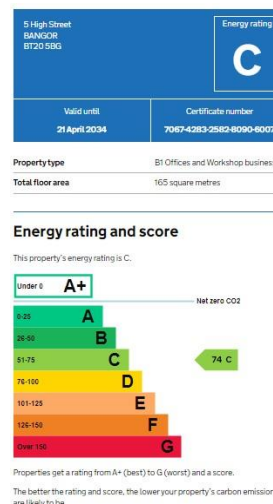 5 High Street
BANGOR
BT20 5BG
Energy rating
C
Valid until
21 April 2034
Certificate number
7067-4283-2582-8090-6007
Property type
B1 Offices and Workshop busines
Total floor area
165 square metres
Energy rating and score
This property's energy rating is C.
Under 0 A+
Net zero CO2
0-25 A
26-50 B
51-75 C
74 C
76-100 D
101-125 E
126-150 F
Over 150 G
Properties get a rating from A+ (best) to G (worst) and a score.
The better the rating and score, the lower your property's carbon emission
are likely to be.